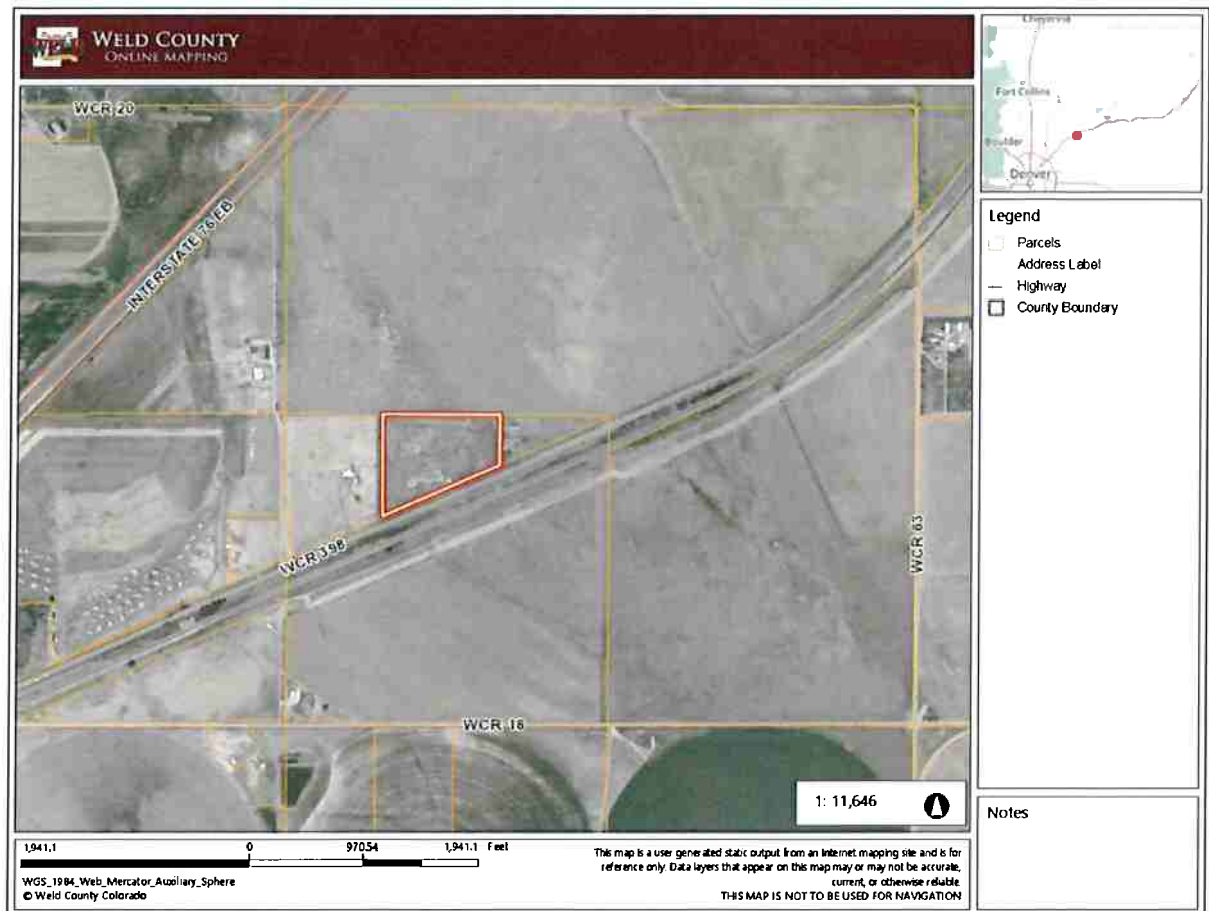 WELD COUNTY
ONLINE MAPPING
WCR 20
INTERSTATE 76 EB
WCR 398
WCR 63
WCR 18
1: 11,646
Cheyenne
Fort Collins
Boulder
Denver
Legend
Parcels
Address Label
Highway
County Boundary
Notes
1,941.1 0 970.54 1,941.1 Feet
WGS_1984_Web_Mercator_Auxiliary_Sphere
© Weld County Colorado
This map is a user generated static output from an Internet mapping site and is for
reference only. Data layers that appear on this map may or may not be accurate,
current, or otherwise reliable.
THIS MAP IS NOT TO BE USED FOR NAVIGATION